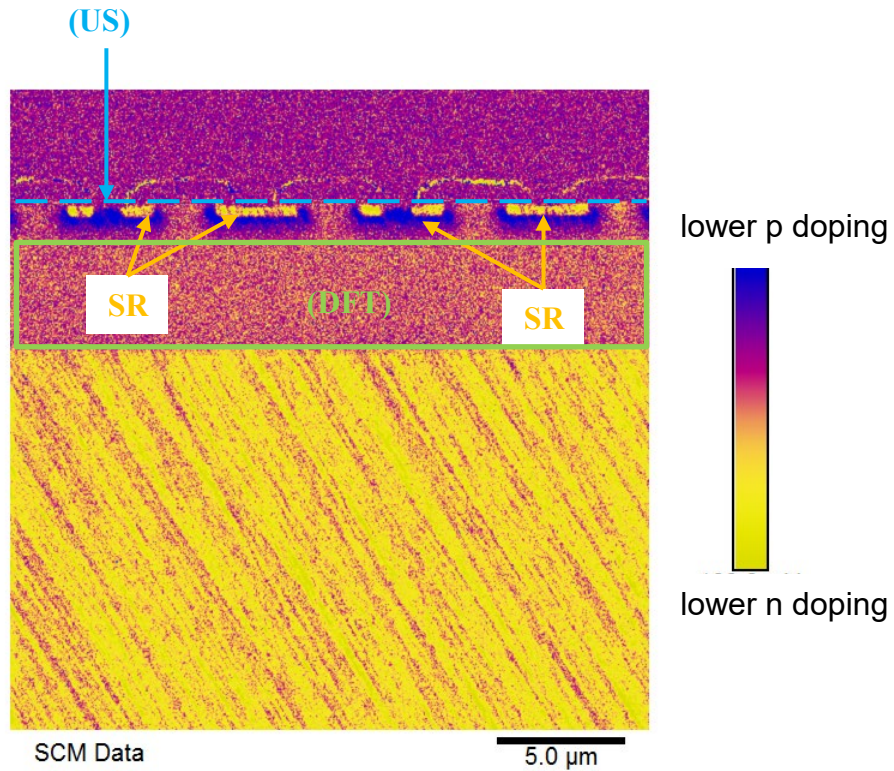 (US)
lower p doping
SR
(DFT)
SR
lower n doping
SCM Data
5.0 µm